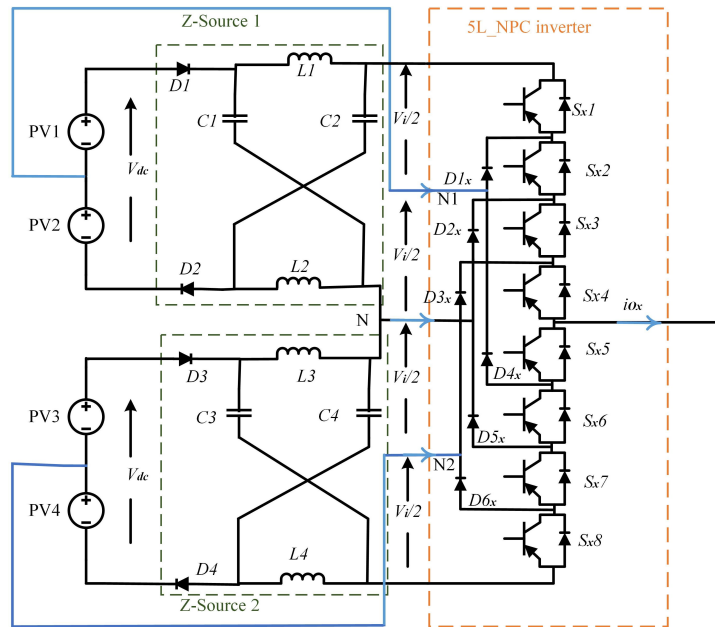 Z-Source 1
5L_NPC inverter
D1
L1
PV1
Vdc
C1
C2
Vi/2
Sx1
D1x
N1
Sx2
PV2
D2x
Sx3
D2
L2
Vi/2
D3x
Sx4
N
iox
D3
L3
Vi/2
Sx5
D4x
PV3
Vdc
C3
C4
Sx6
D5x
N2
Sx7
PV4
Vi/2
D6x
Sx8
D4
L4
Z-Source 2